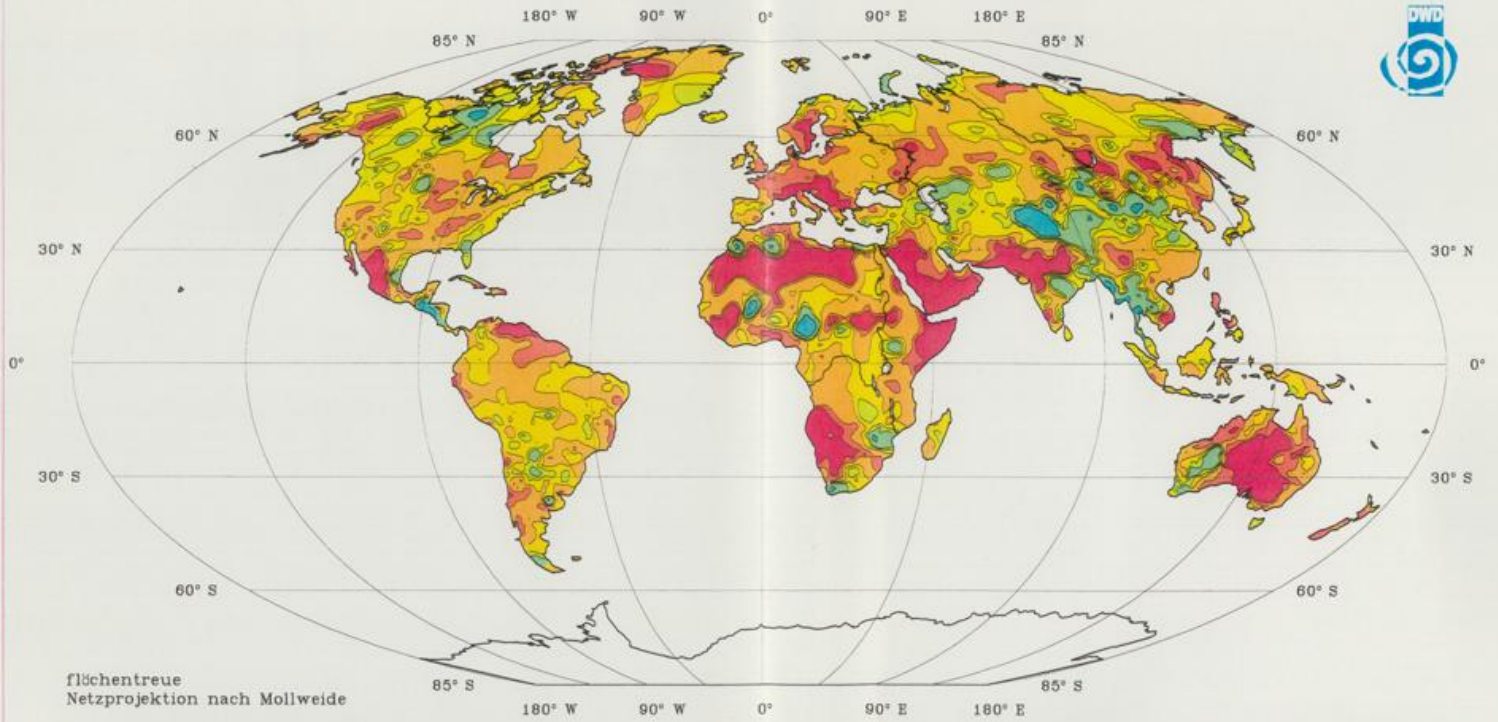 180° W 90° W 0° 90° E 180° E
DWD
85° N 85° N
60° N 60° N
30° N 30° N
0° 0°
30° S 30° S
60° S 60° S
flächentreue
Netzprojektion nach Mollweide
85° S 85° S
180° W 90° W 0° 90° E 180° E